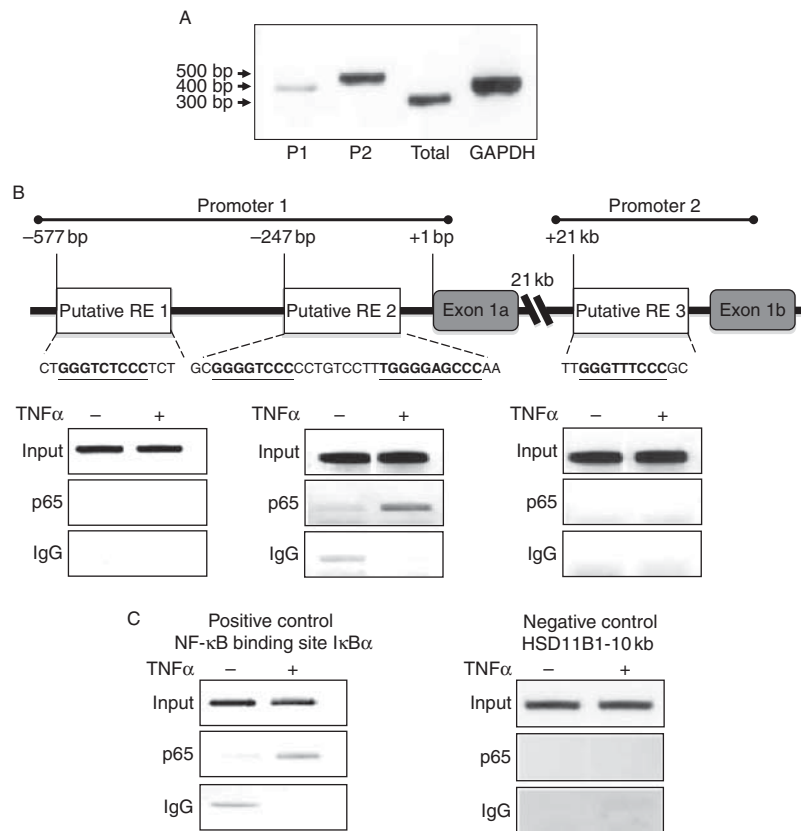 A
500 bp
400 bp
300 bp
P1 P2 Total GAPDH
B
Promoter 1 Promoter 2
–577 bp –247 bp +1 bp +21 kb
21 kb
Putative RE 1 Putative RE 2 Exon 1a Putative RE 3 Exon 1b
CTGGGTCTCCCTCT GCGGGGTCCCCCTGTCCTTTGGGGAGCCCAA TTGGGTTTCCCGC
TNFα – + TNFα – + TNFα – +
Input Input Input
p65 p65 p65
IgG IgG IgG
C
Positive control Negative control
NF-κB binding site IκBα HSD11B1-10 kb
TNFα – + TNFα – +
Input Input
p65 p65
IgG IgG